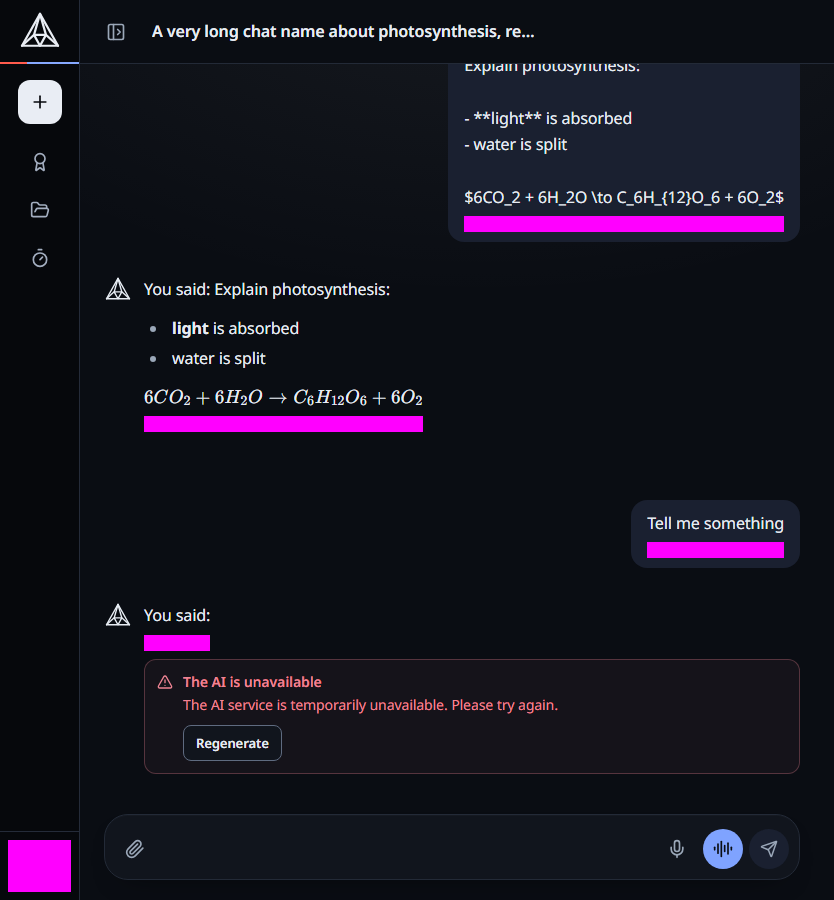 A very long chat name about photosynthesis, re...
Explain photosynthesis:
- **light** is absorbed
- water is split
$6CO_2 + 6H_2O \to C_6H_{12}O_6 + 6O_2$
You said: Explain photosynthesis:
• light is absorbed
• water is split
6CO₂ + 6H₂O → C₆H₁₂O₆ + 6O₂
Tell me something
You said:
The AI is unavailable
The AI service is temporarily unavailable. Please try again.
Regenerate